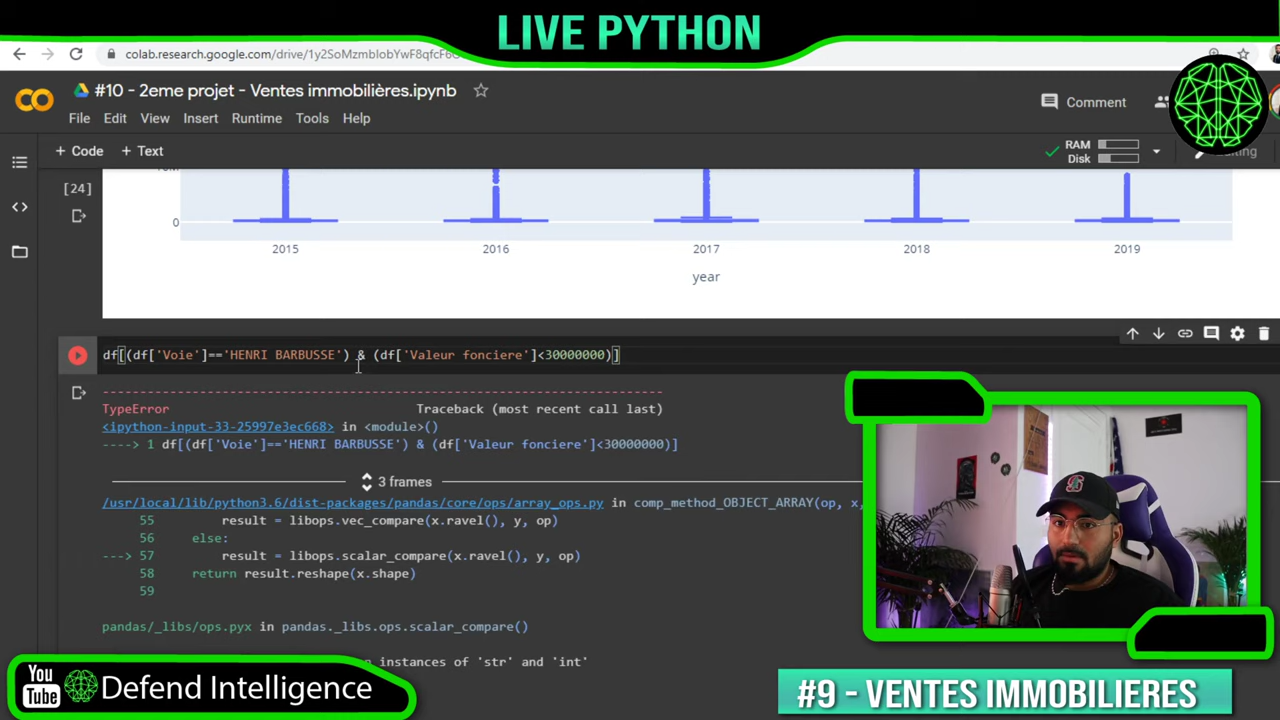 LIVE PYTHON
colab.research.google.com/drive/1y2SoMzmblobYwF8qfcF6
#10 - 2eme projet - Ventes immobilières.ipynb
Comment
File Edit View Insert Runtime Tools Help
+ Code + Text
RAM
Disk
Editing
[24]
0
2015 2016 2017 2018 2019
year
df[(df['Voie']=='HENRI BARBUSSE') & (df['Valeur fonciere']<30000000)]
---------------------------------------------------------------------------
TypeError Traceback (most recent call last)
<ipython-input-33-25997e3ec668> in <module>()
----> 1 df[(df['Voie']=='HENRI BARBUSSE') & (df['Valeur fonciere']<30000000)]
3 frames
/usr/local/lib/python3.6/dist-packages/pandas/core/ops/array_ops.py in comp_method_OBJECT_ARRAY(op, x,
55 result = libops.vec_compare(x.ravel(), y, op)
56 else:
---> 57 result = libops.scalar_compare(x.ravel(), y, op)
58 return result.reshape(x.shape)
59
pandas/_libs/ops.pyx in pandas._libs.ops.scalar_compare()
instances of 'str' and 'int'
You
Tube
Defend Intelligence
#9 - VENTES IMMOBILIERES